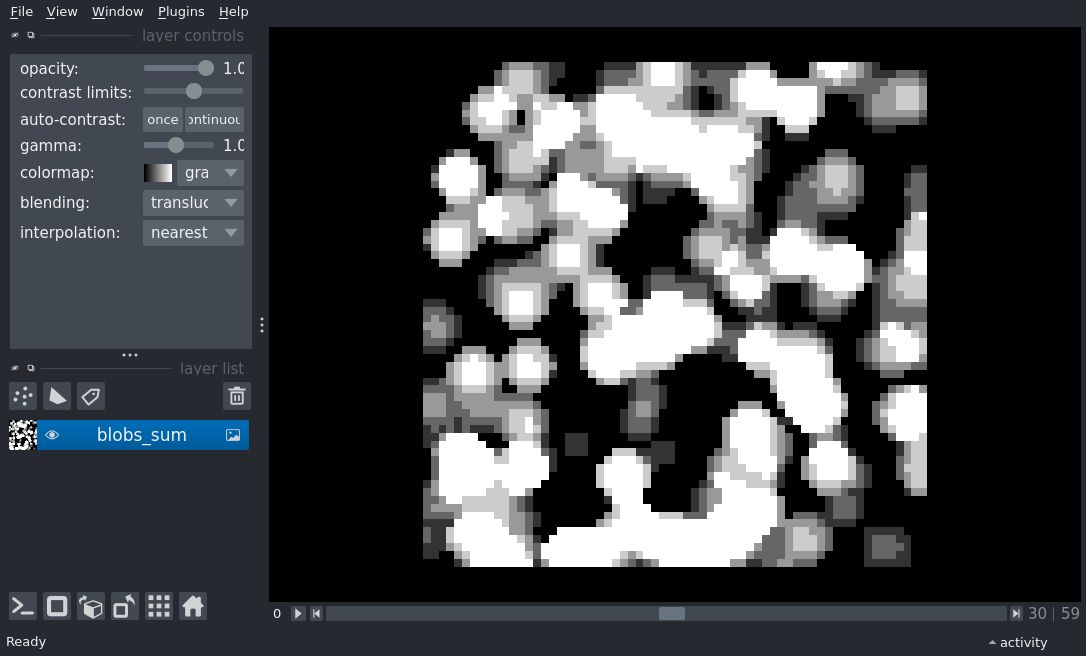 File View Window Plugins Help
layer controls
opacity: 1.0
contrast limits:
auto-contrast: once ontinuou
gamma: 1.0
colormap: gra
blending: transluc
interpolation: nearest
layer list
blobs_sum
0 30 | 59
Ready activity